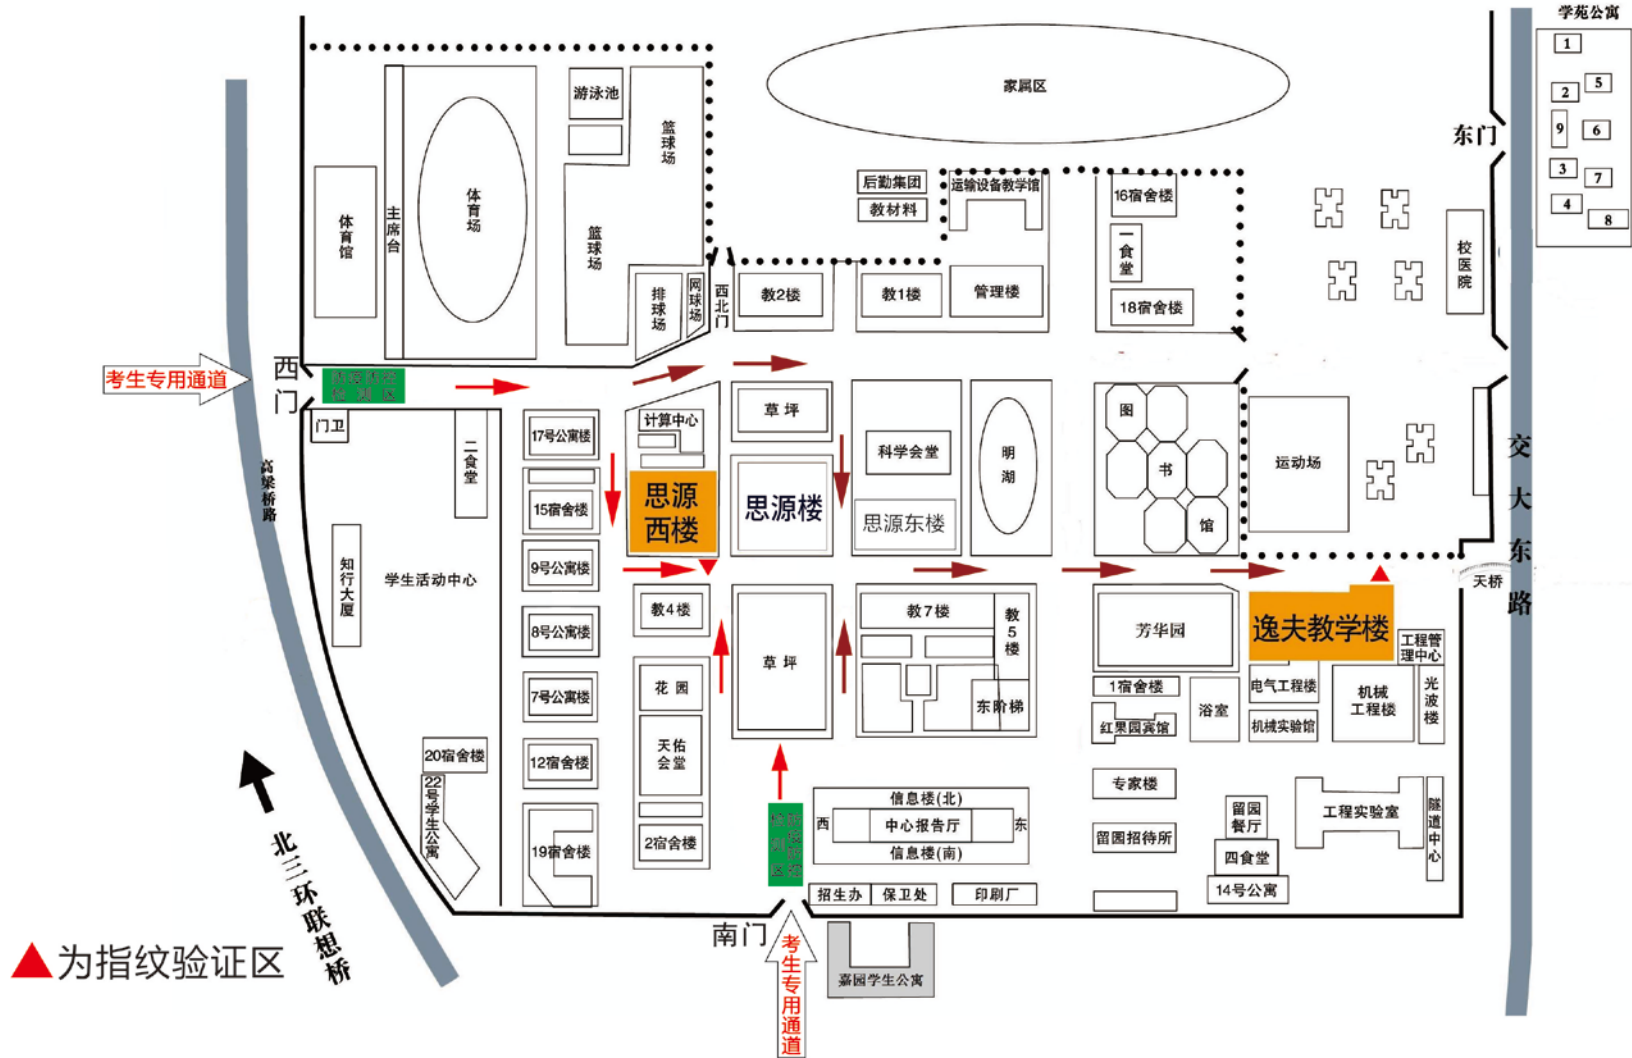 学苑公寓
1
5
2
9
6
3
7
4
8
家属区
东门
游泳池
篮球场
体育馆
主席台
体育场
篮球场
排球场
网球场
西北门
后勤集团
教材料
运输设备教学馆
16宿舍楼
一食堂
18宿舍楼
校医院
教2楼
教1楼
管理楼
考生专用通道
西门
门卫
二食堂
高粱桥路
17号公寓楼
15宿舍楼
9号公寓楼
8号公寓楼
7号公寓楼
12宿舍楼
19宿舍楼
计算中心
思源
西楼
草坪
思源楼
科学会堂
思源东楼
明湖
图
书
馆
运动场
交大东路
天桥
知行大厦
学生活动中心
教4楼
花园
天佑
会堂
2宿舍楼
草坪
教7楼
教5楼
东阶梯
芳华园
逸夫教学楼
工程管
理中心
1宿舍楼
红果园宾馆
浴室
电气工程楼
机械实验馆
机械
工程楼
光波楼
20宿舍楼
22号学生公寓
信息楼(北)
西
中心报告厅
东
信息楼(南)
专家楼
留园招待所
留园
餐厅
四食堂
14号公寓
工程实验室
隧道中心
招生办
保卫处
印刷厂
南门
考生专用通道
嘉园学生公寓
北三环联想桥
为指纹验证区